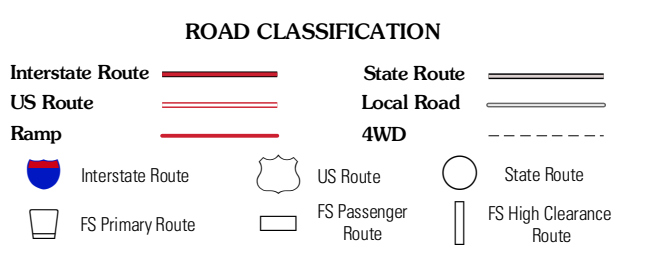 ROAD CLASSIFICATION
Interstate Route
State Route
US Route
Local Road
Ramp
4WD
Interstate Route
US Route
State Route
FS Primary Route
FS Passenger
Route
FS High Clearance
Route